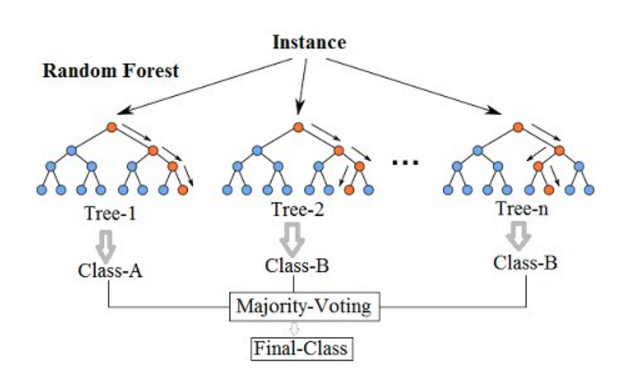 Instance
Random Forest
...
Tree-1
Tree-2
Tree-n
Class-A
Class-B
Class-B
Majority-Voting
Final-Class